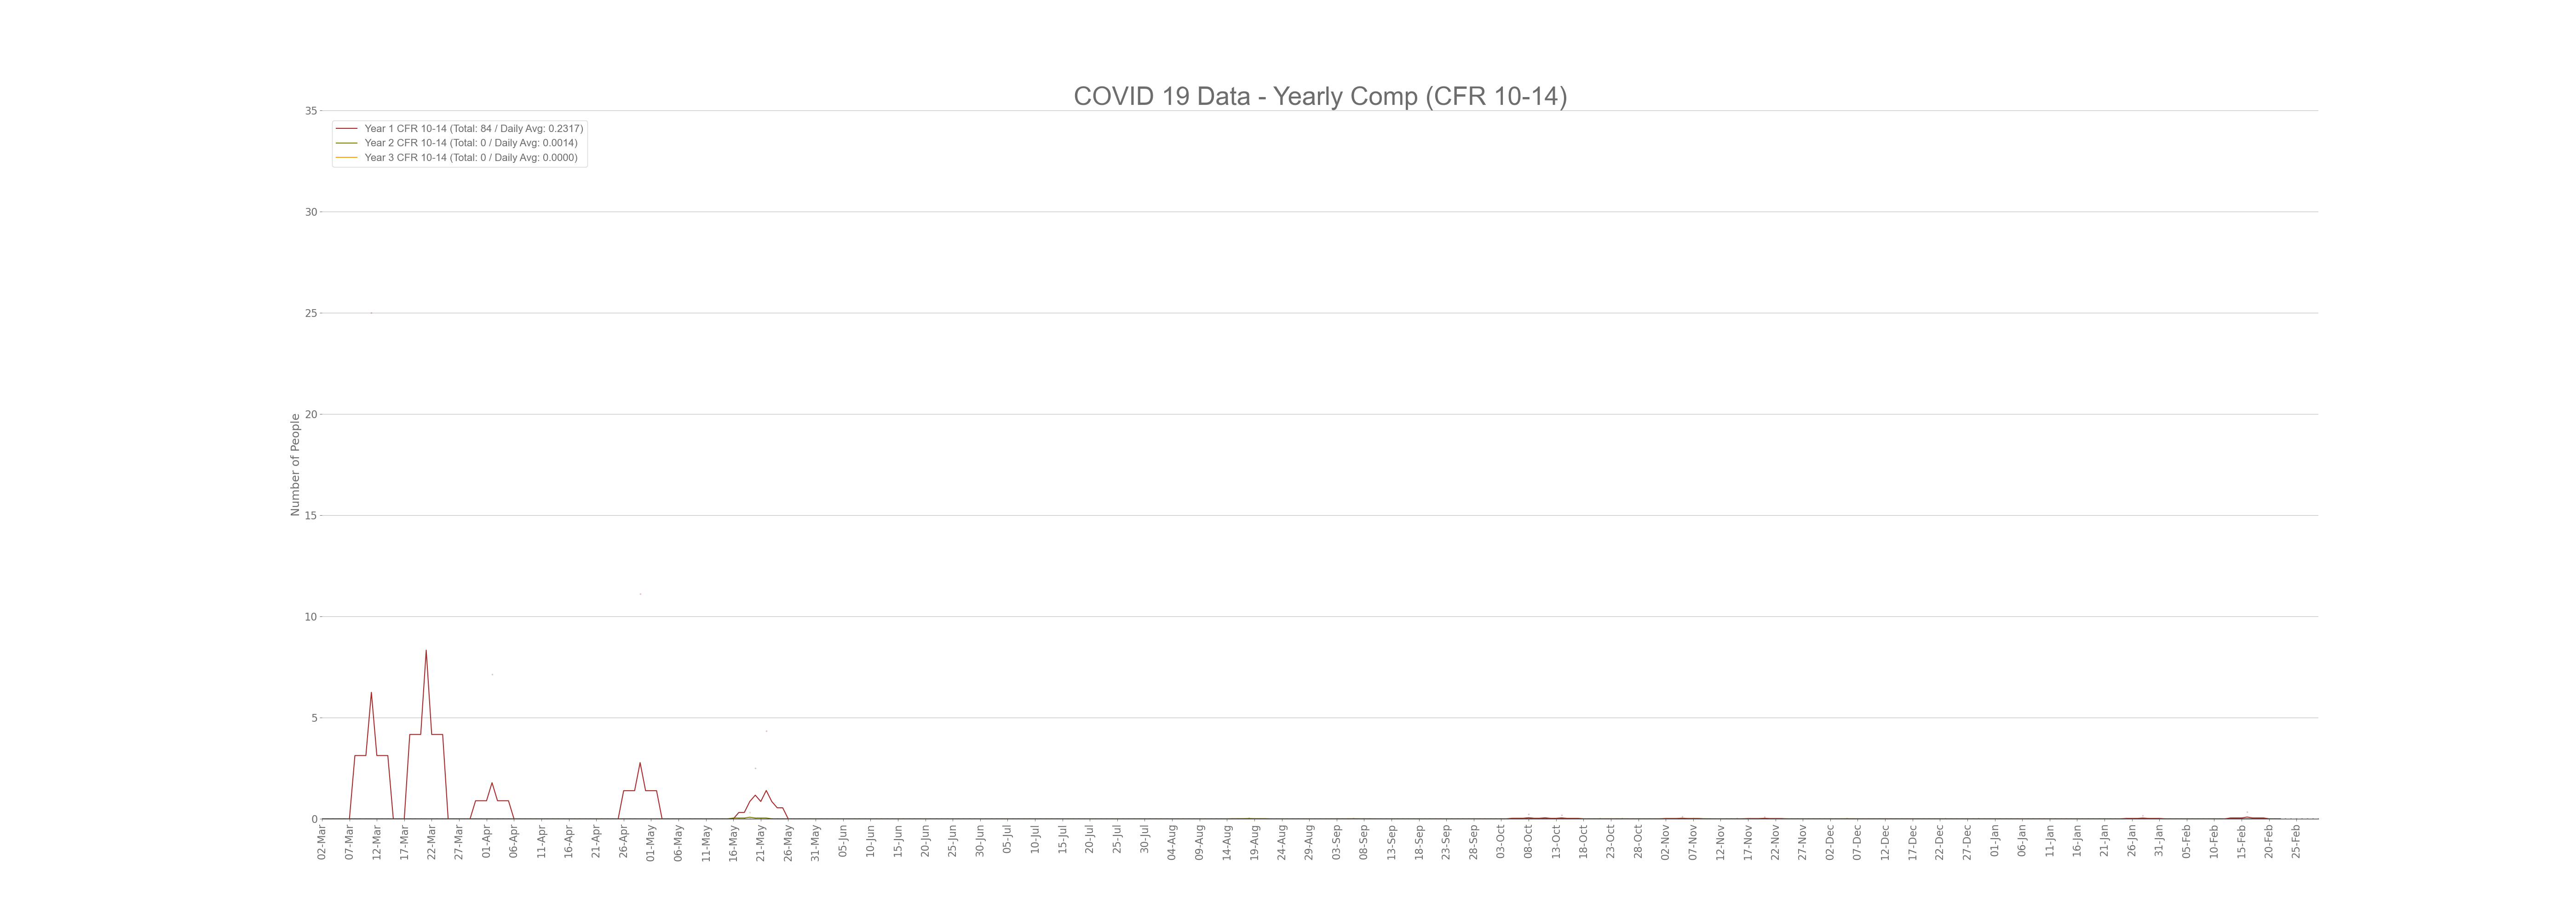 COVID 19 Data - Yearly Comp (CFR 10-14)
Year 1 CFR 10-14 (Total: 84 / Daily Avg: 0.2317)
Year 2 CFR 10-14 (Total: 0 / Daily Avg: 0.0014)
Year 3 CFR 10-14 (Total: 0 / Daily Avg: 0.0000)
Number of People
35
30
25
20
15
10
5
0
02-Mar
07-Mar
12-Mar
17-Mar
22-Mar
27-Mar
01-Apr
06-Apr
11-Apr
16-Apr
21-Apr
26-Apr
01-May
06-May
11-May
16-May
21-May
26-May
31-May
05-Jun
10-Jun
15-Jun
20-Jun
25-Jun
30-Jun
05-Jul
10-Jul
15-Jul
20-Jul
25-Jul
30-Jul
04-Aug
09-Aug
14-Aug
19-Aug
24-Aug
29-Aug
03-Sep
08-Sep
13-Sep
18-Sep
23-Sep
28-Sep
03-Oct
08-Oct
13-Oct
18-Oct
23-Oct
28-Oct
02-Nov
07-Nov
12-Nov
17-Nov
22-Nov
27-Nov
02-Dec
07-Dec
12-Dec
17-Dec
22-Dec
27-Dec
01-Jan
06-Jan
11-Jan
16-Jan
21-Jan
26-Jan
31-Jan
05-Feb
10-Feb
15-Feb
20-Feb
25-Feb